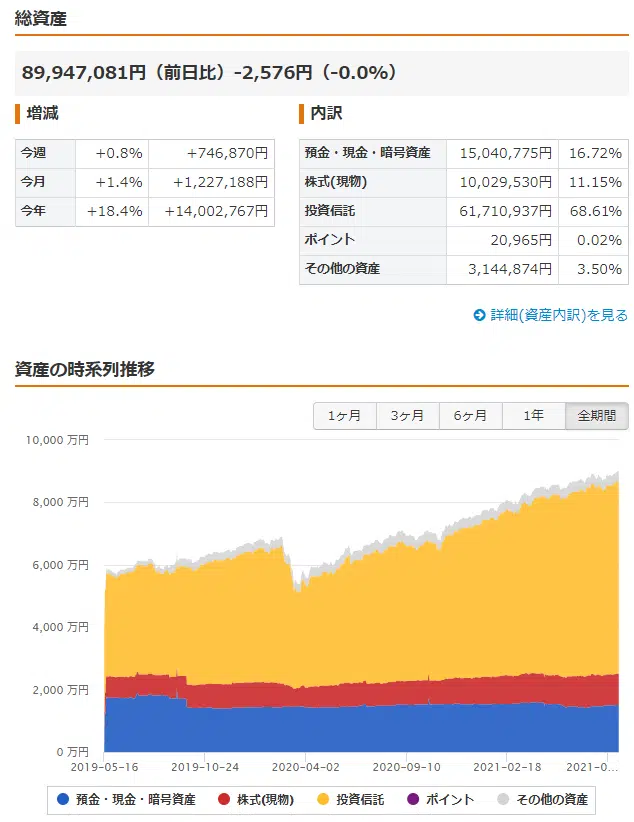 総資産
89,947,081円（前日比）-2,576円（-0.0%）
増減
今週 +0.8% +746,870円
今月 +1.4% +1,227,188円
今年 +18.4% +14,002,767円
内訳
預金・現金・暗号資産 15,040,775円 16.72%
株式(現物) 10,029,530円 11.15%
投資信託 61,710,937円 68.61%
ポイント 20,965円 0.02%
その他の資産 3,144,874円 3.50%
詳細(資産内訳)を見る
資産の時系列推移
1ヶ月 3ヶ月 6ヶ月 1年 全期間
10,000 万円
8,000 万円
6,000 万円
4,000 万円
2,000 万円
0 万円
2019-05-16 2019-10-24 2020-04-02 2020-09-10 2021-02-18 2021-0...
預金・現金・暗号資産 株式(現物) 投資信託 ポイント その他の資産